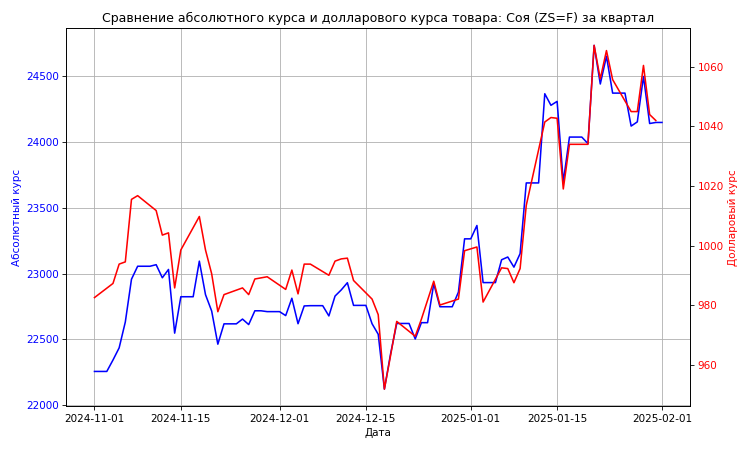 Сравнение абсолютного курса и долларового курса товара: Соя (ZS=F) за квартал
Абсолютный курс
24500
24000
23500
23000
22500
22000
1060
1040
1020
1000
980
960
Долларовый курс
2024-11-01 2024-11-15 2024-12-01 2024-12-15 2025-01-01 2025-01-15 2025-02-01
Дата